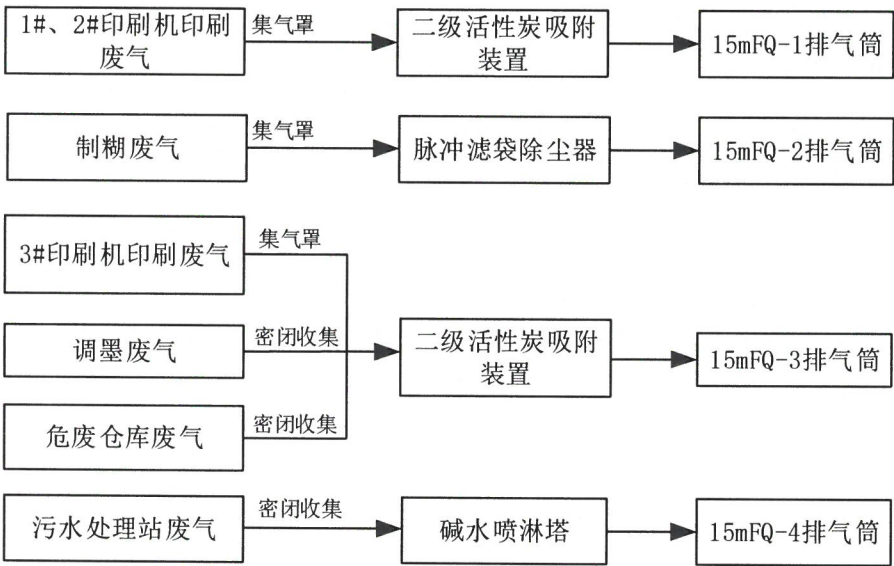 1#、2#印刷机印刷
废气
集气罩
二级活性炭吸附
装置
15mFQ-1排气筒
制糊废气
集气罩
脉冲滤袋除尘器
15mFQ-2排气筒
3#印刷机印刷废气
集气罩
调墨废气
密闭收集
二级活性炭吸附
装置
15mFQ-3排气筒
危废仓库废气
密闭收集
污水处理站废气
密闭收集
碱水喷淋塔
15mFQ-4排气筒